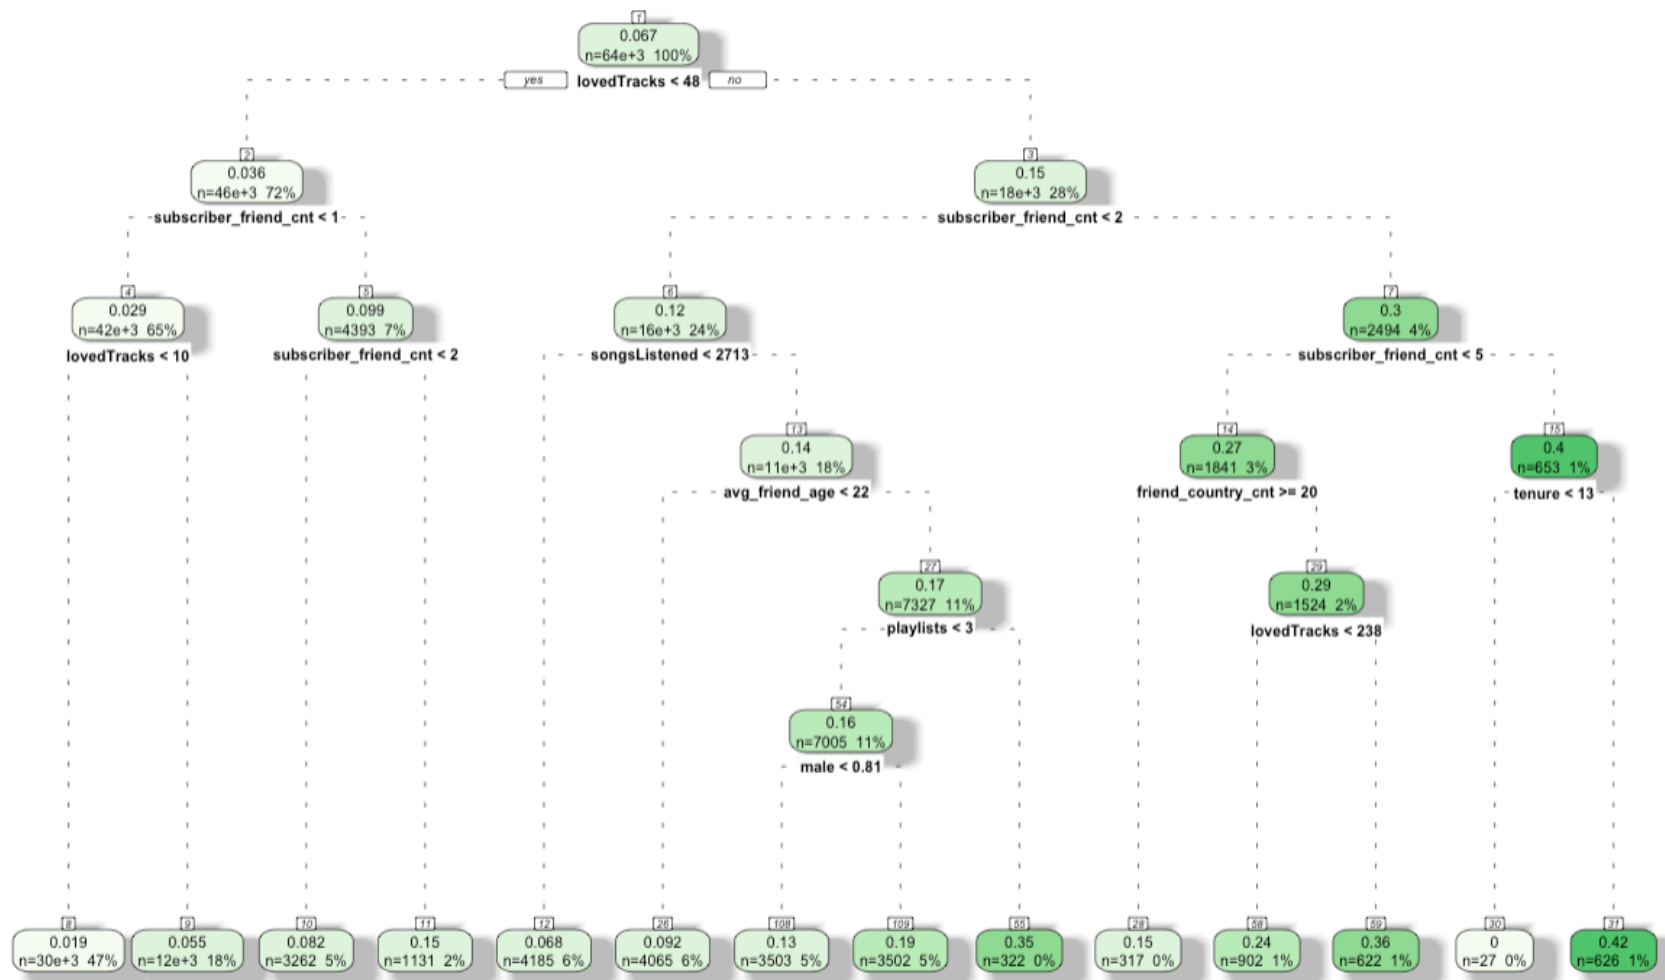 1
0.067
n=64e+3 100%
yes lovedTracks < 48 no
2 3
0.036 0.15
n=46e+3 72% n=18e+3 28%
subscriber_friend_cnt < 1 subscriber_friend_cnt < 2
4 5 6 7
0.029 0.099 0.12 0.3
n=42e+3 65% n=4393 7% n=16e+3 24% n=2494 4%
lovedTracks < 10 subscriber_friend_cnt < 2 songsListened < 2713 subscriber_friend_cnt < 5
13 14 15
0.14 0.27 0.4
n=11e+3 18% n=1841 3% n=653 1%
avg_friend_age < 22 friend_country_cnt >= 20 tenure < 13
27 29
0.17 0.29
n=7327 11% n=1524 2%
playlists < 3 lovedTracks < 238
54
0.16
n=7005 11%
male < 0.81
8 9 10 11 12 26 108 109 55 28 58 59 30 31
0.019 0.055 0.082 0.15 0.068 0.092 0.13 0.19 0.35 0.15 0.24 0.36 0 0.42
n=30e+3 47% n=12e+3 18% n=3262 5% n=1131 2% n=4185 6% n=4065 6% n=3503 5% n=3502 5% n=322 0% n=317 0% n=902 1% n=622 1% n=27 0% n=626 1%